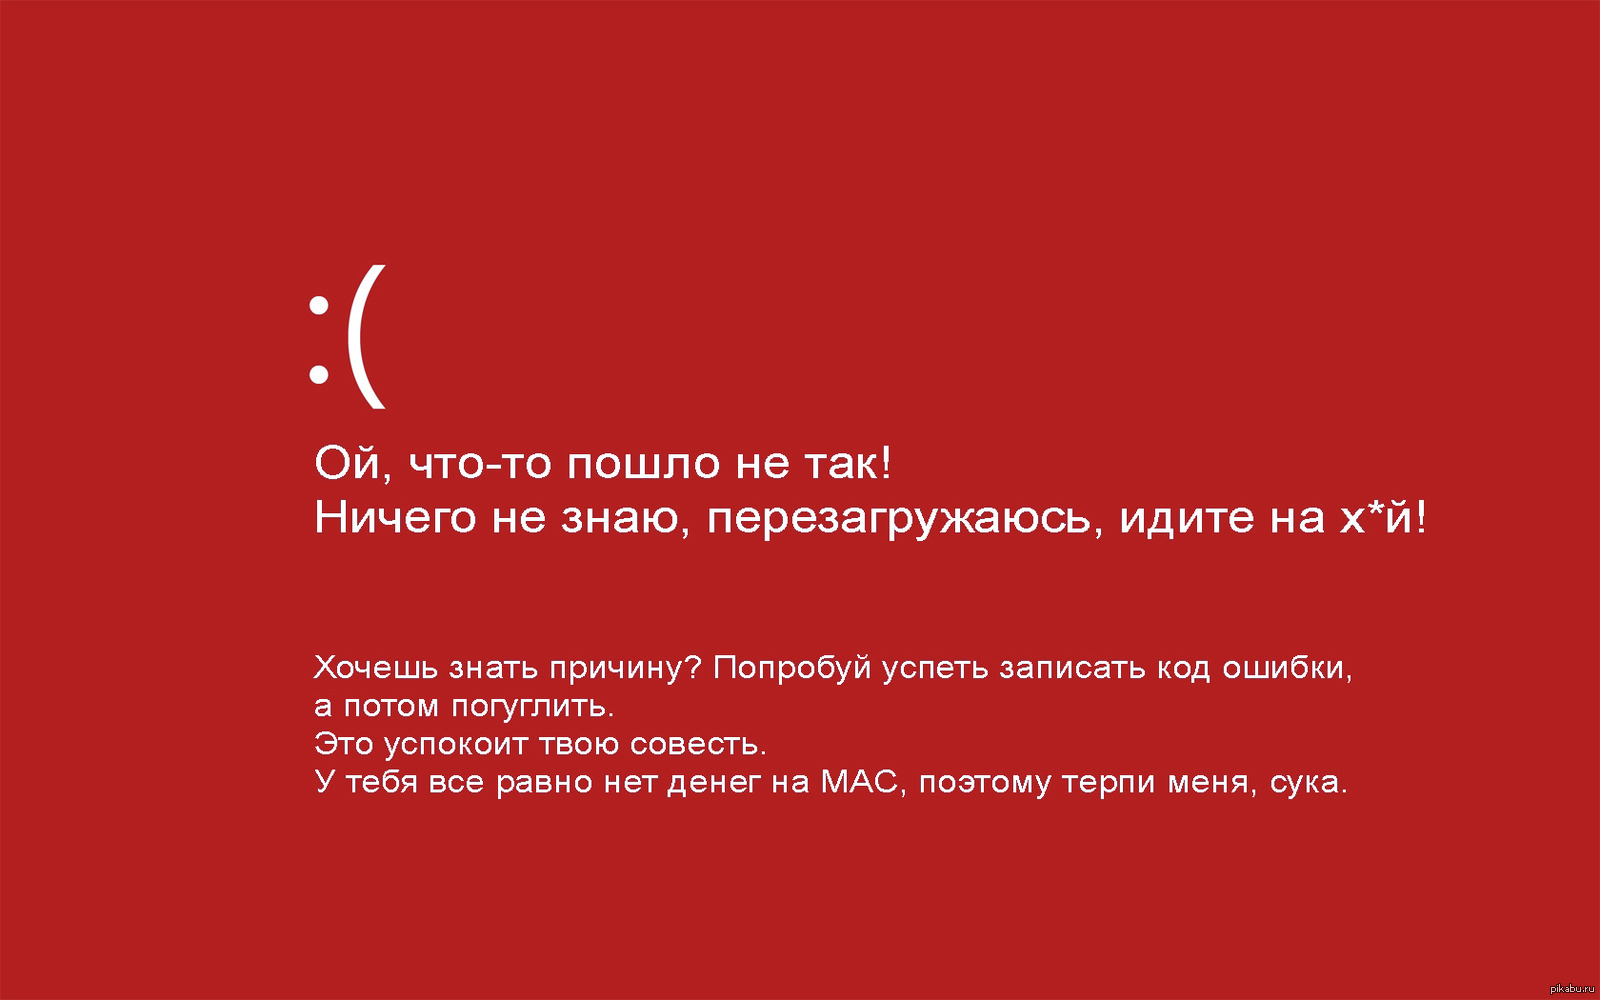 :(
Ой, что-то пошло не так!
Ничего не знаю, перезагружаюсь, идите на х*й!
Хочешь знать причину? Попробуй успеть записать код ошибки,
а потом погуглить.
Это успокоит твою совесть.
У тебя все равно нет денег на МАС, поэтому терпи меня, сука.
pikabu.ru